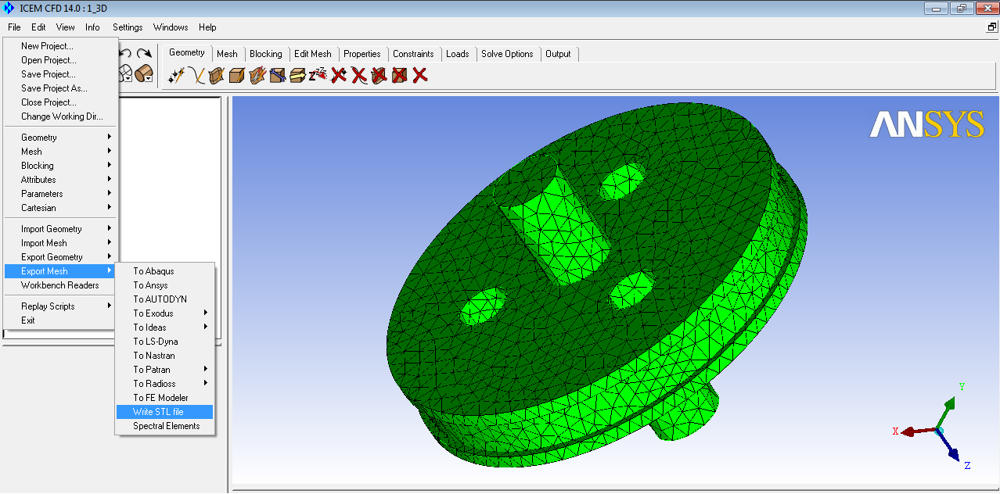 ICEM CFD 14.0 : 1_3D
File Edit View Info Settings Windows Help
New Project...
Open Project...
Save Project...
Save Project As...
Close Project...
Change Working Dir...
Geometry
Mesh
Blocking
Attributes
Parameters
Cartesian
Import Geometry
Import Mesh
Export Geometry
Export Mesh
Workbench Readers
Replay Scripts
Exit
To Abaqus
To Ansys
To AUTODYN
To Exodus
To Ideas
To LS-Dyna
To Nastran
To Patran
To Radioss
To FE Modeler
Write STL file
Spectral Elements
Geometry Mesh Blocking Edit Mesh Properties Constraints Loads Solve Options Output
ANSYS
Y
X
Z